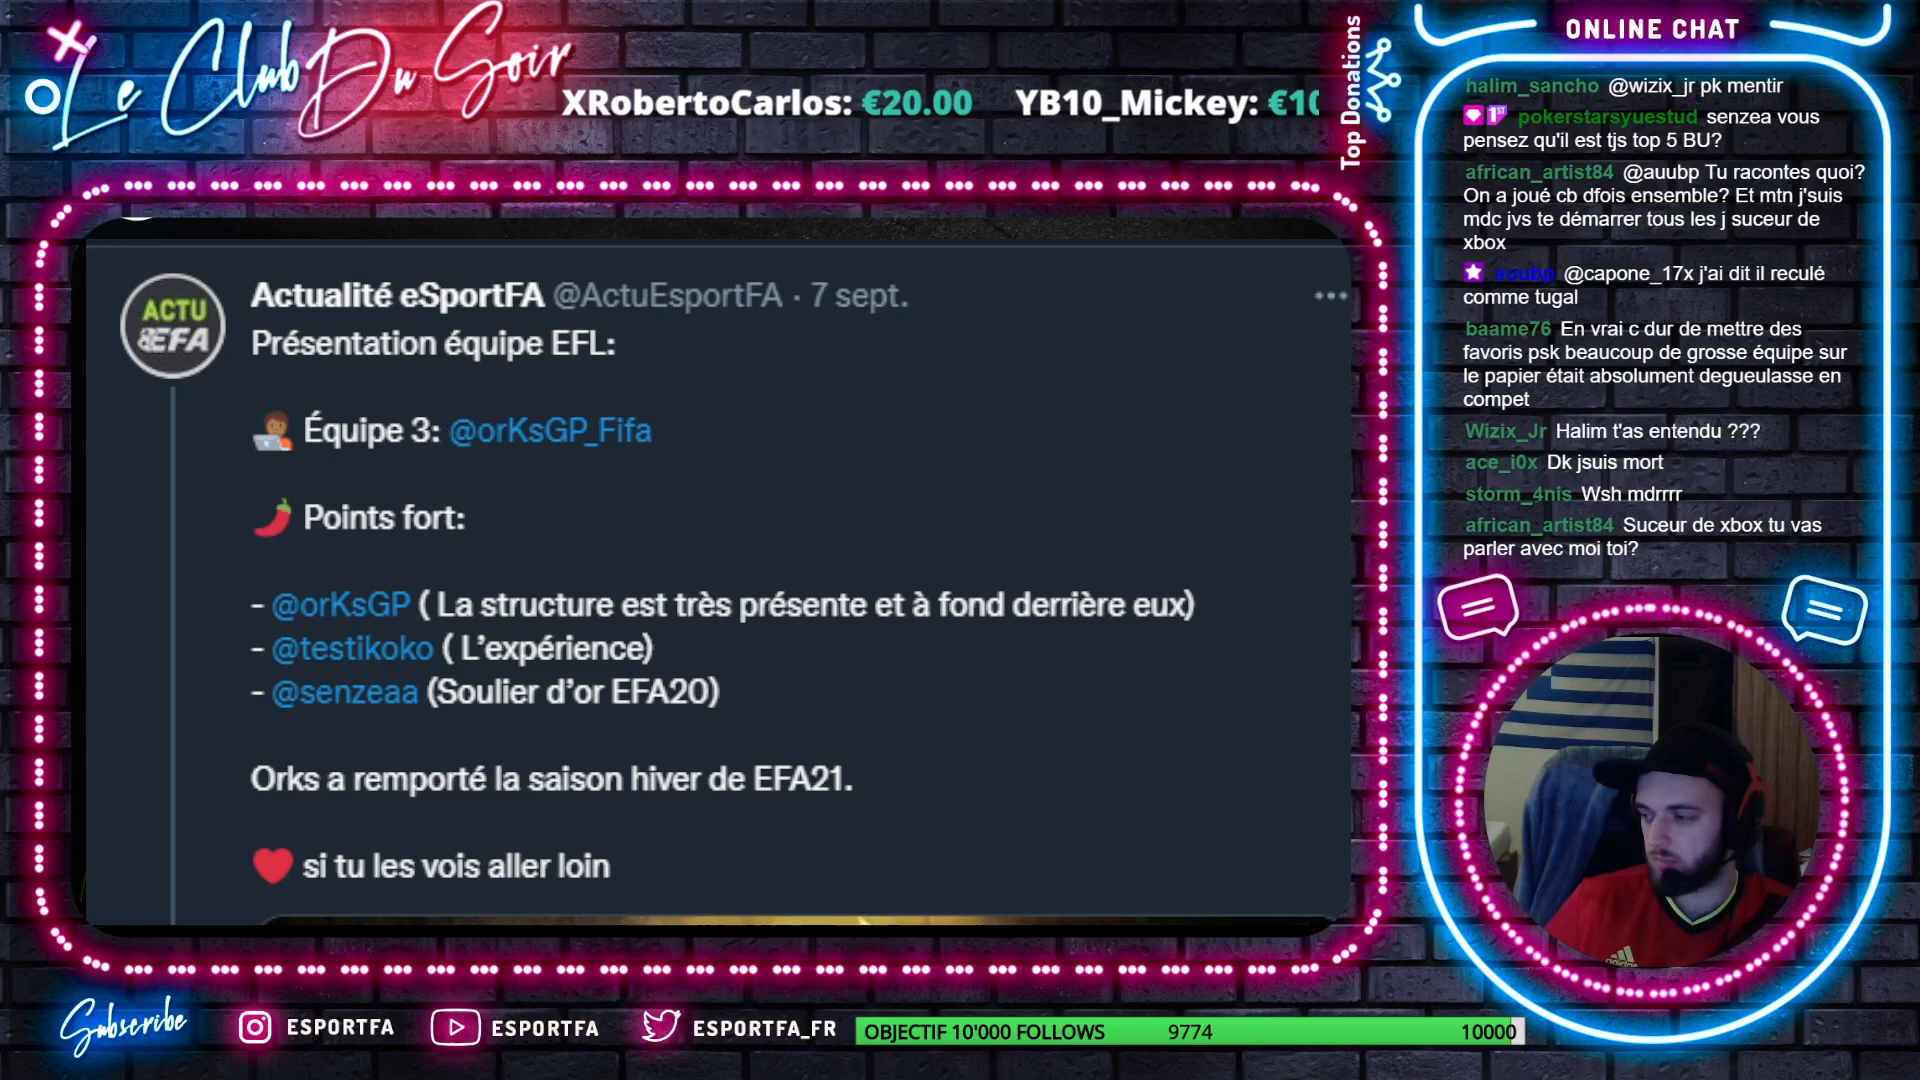 Le Club Du Soir
XRobertoCarlos: €20.00 YB10_Mickey: €10
Top Donations
ACTU
EFA
Actualité eSportFA @ActuEsportFA · 7 sept.
Présentation équipe EFL:
Équipe 3: @orKsGP_Fifa
Points fort:
- @orKsGP ( La structure est très présente et à fond derrière eux)
- @testikoko ( L'expérience)
- @senzeaa (Soulier d'or EFA20)
Orks a remporté la saison hiver de EFA21.
si tu les vois aller loin
ONLINE CHAT
halim_sancho @wizix_jr pk mentir
1ST pokerstarsyuestud senzea vous
pensez qu'il est tjs top 5 BU?
african_artist84 @auubp Tu racontes quoi?
On a joué cb dfois ensemble? Et mtn j'suis
mdc jvs te démarrer tous les j suceur de
xbox
auubp @capone_17x j'ai dit il reculé
comme tugal
baame76 En vrai c dur de mettre des
favoris psk beaucoup de grosse équipe sur
le papier était absolument degueulasse en
compet
Wizix_Jr Halim t'as entendu ???
ace_i0x Dk jsuis mort
storm_4nis Wsh mdrrrr
african_artist84 Suceur de xbox tu vas
parler avec moi toi?
adidas
Subscribe ESPORTFA ESPORTFA ESPORTFA_FR
OBJECTIF 10'000 FOLLOWS 9774 10000